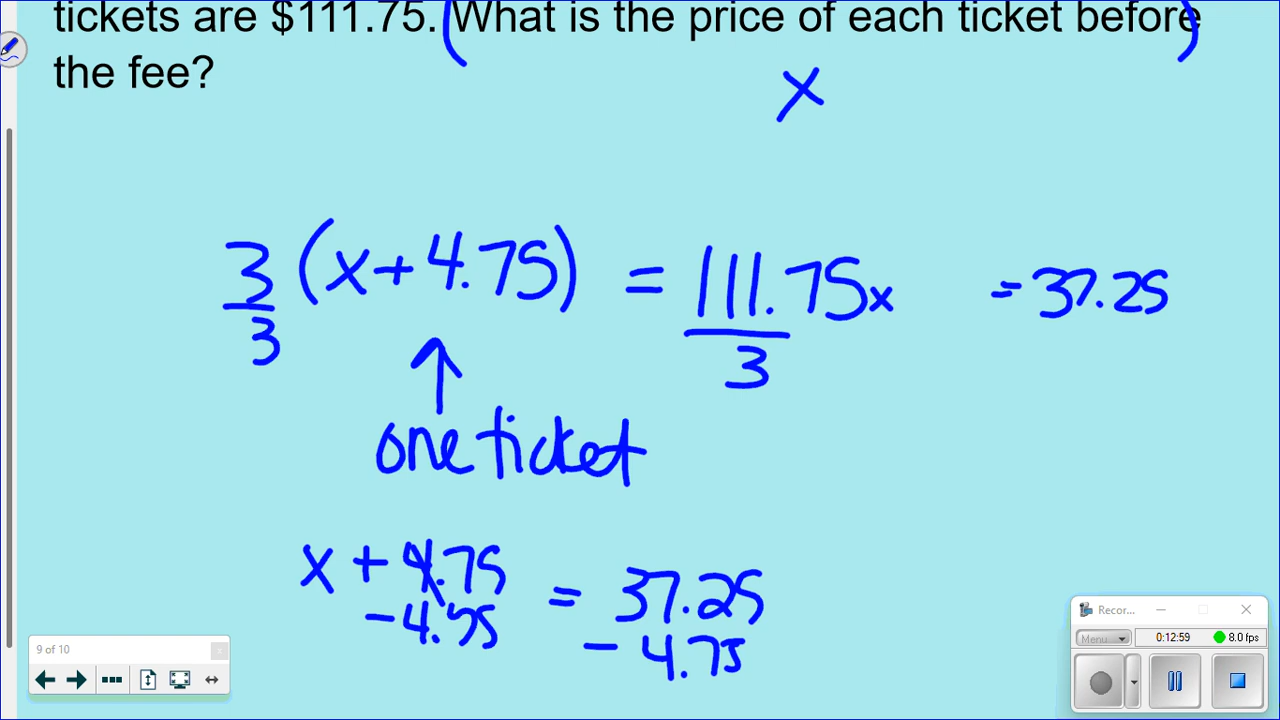 tickets are $111.75. (What is the price of each ticket before)
the fee?
x
3 (x+4.75) = 111.75x = 37.25
3 3
one ticket
x + 4.75 = 37.25
-4.75 - 4.75
9 of 10
Recor...
Menu 0:12:59 8.0 fps